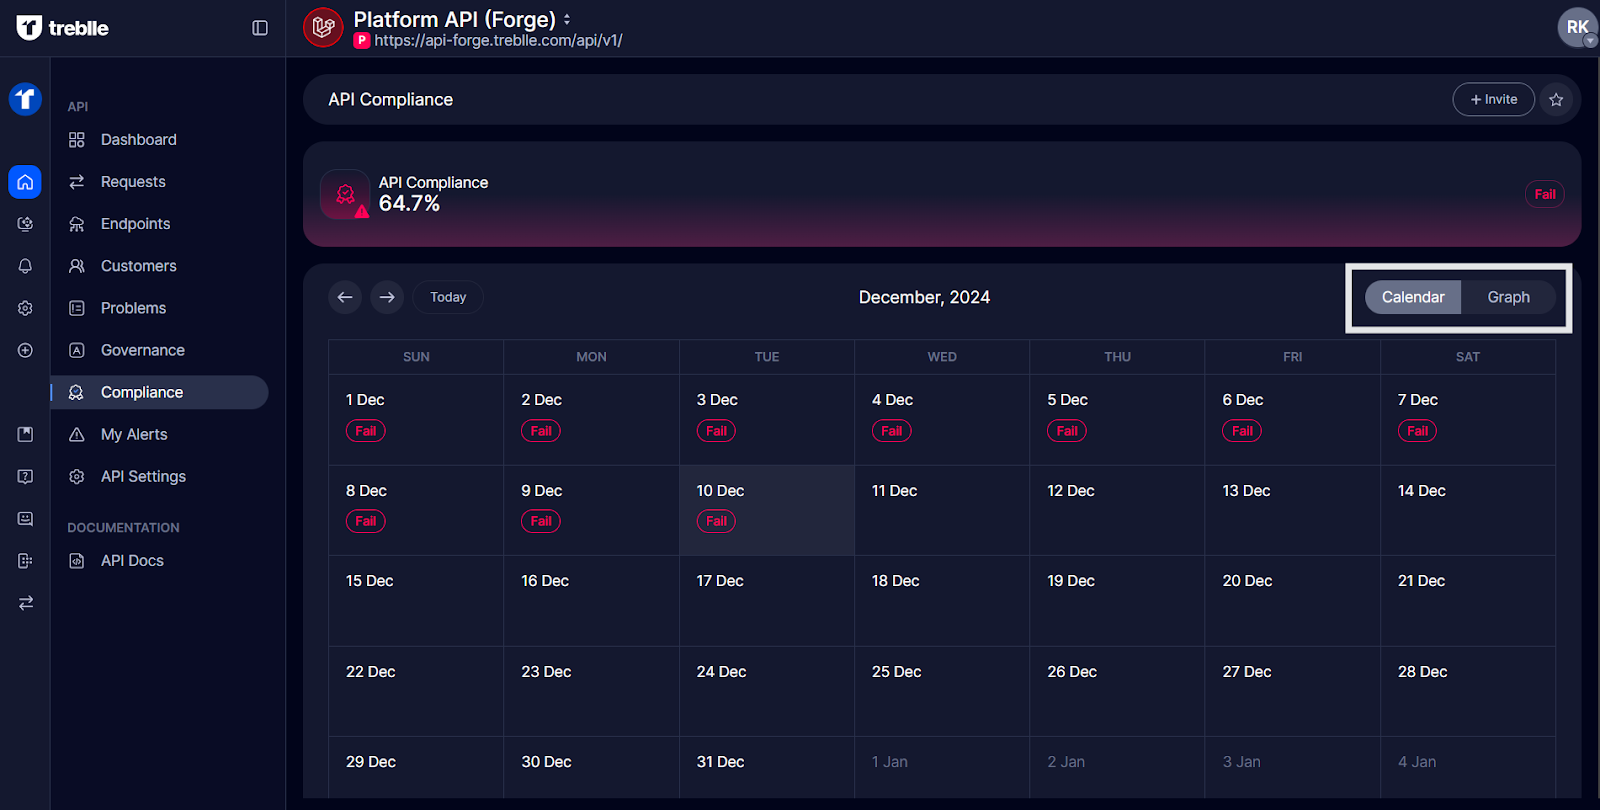 treblle
Platform API (Forge)
P https://api-forge.treblle.com/api/v1/
RK
API
Dashboard
Requests
Endpoints
Customers
Problems
Governance
Compliance
My Alerts
API Settings
DOCUMENTATION
API Docs
API Compliance
+ Invite
API Compliance
64.7%
Fail
Today
December, 2024
Calendar Graph
SUN MON TUE WED THU FRI SAT
1 Dec 2 Dec 3 Dec 4 Dec 5 Dec 6 Dec 7 Dec
Fail Fail Fail Fail Fail Fail Fail
8 Dec 9 Dec 10 Dec 11 Dec 12 Dec 13 Dec 14 Dec
Fail Fail Fail
15 Dec 16 Dec 17 Dec 18 Dec 19 Dec 20 Dec 21 Dec
22 Dec 23 Dec 24 Dec 25 Dec 26 Dec 27 Dec 28 Dec
29 Dec 30 Dec 31 Dec 1 Jan 2 Jan 3 Jan 4 Jan